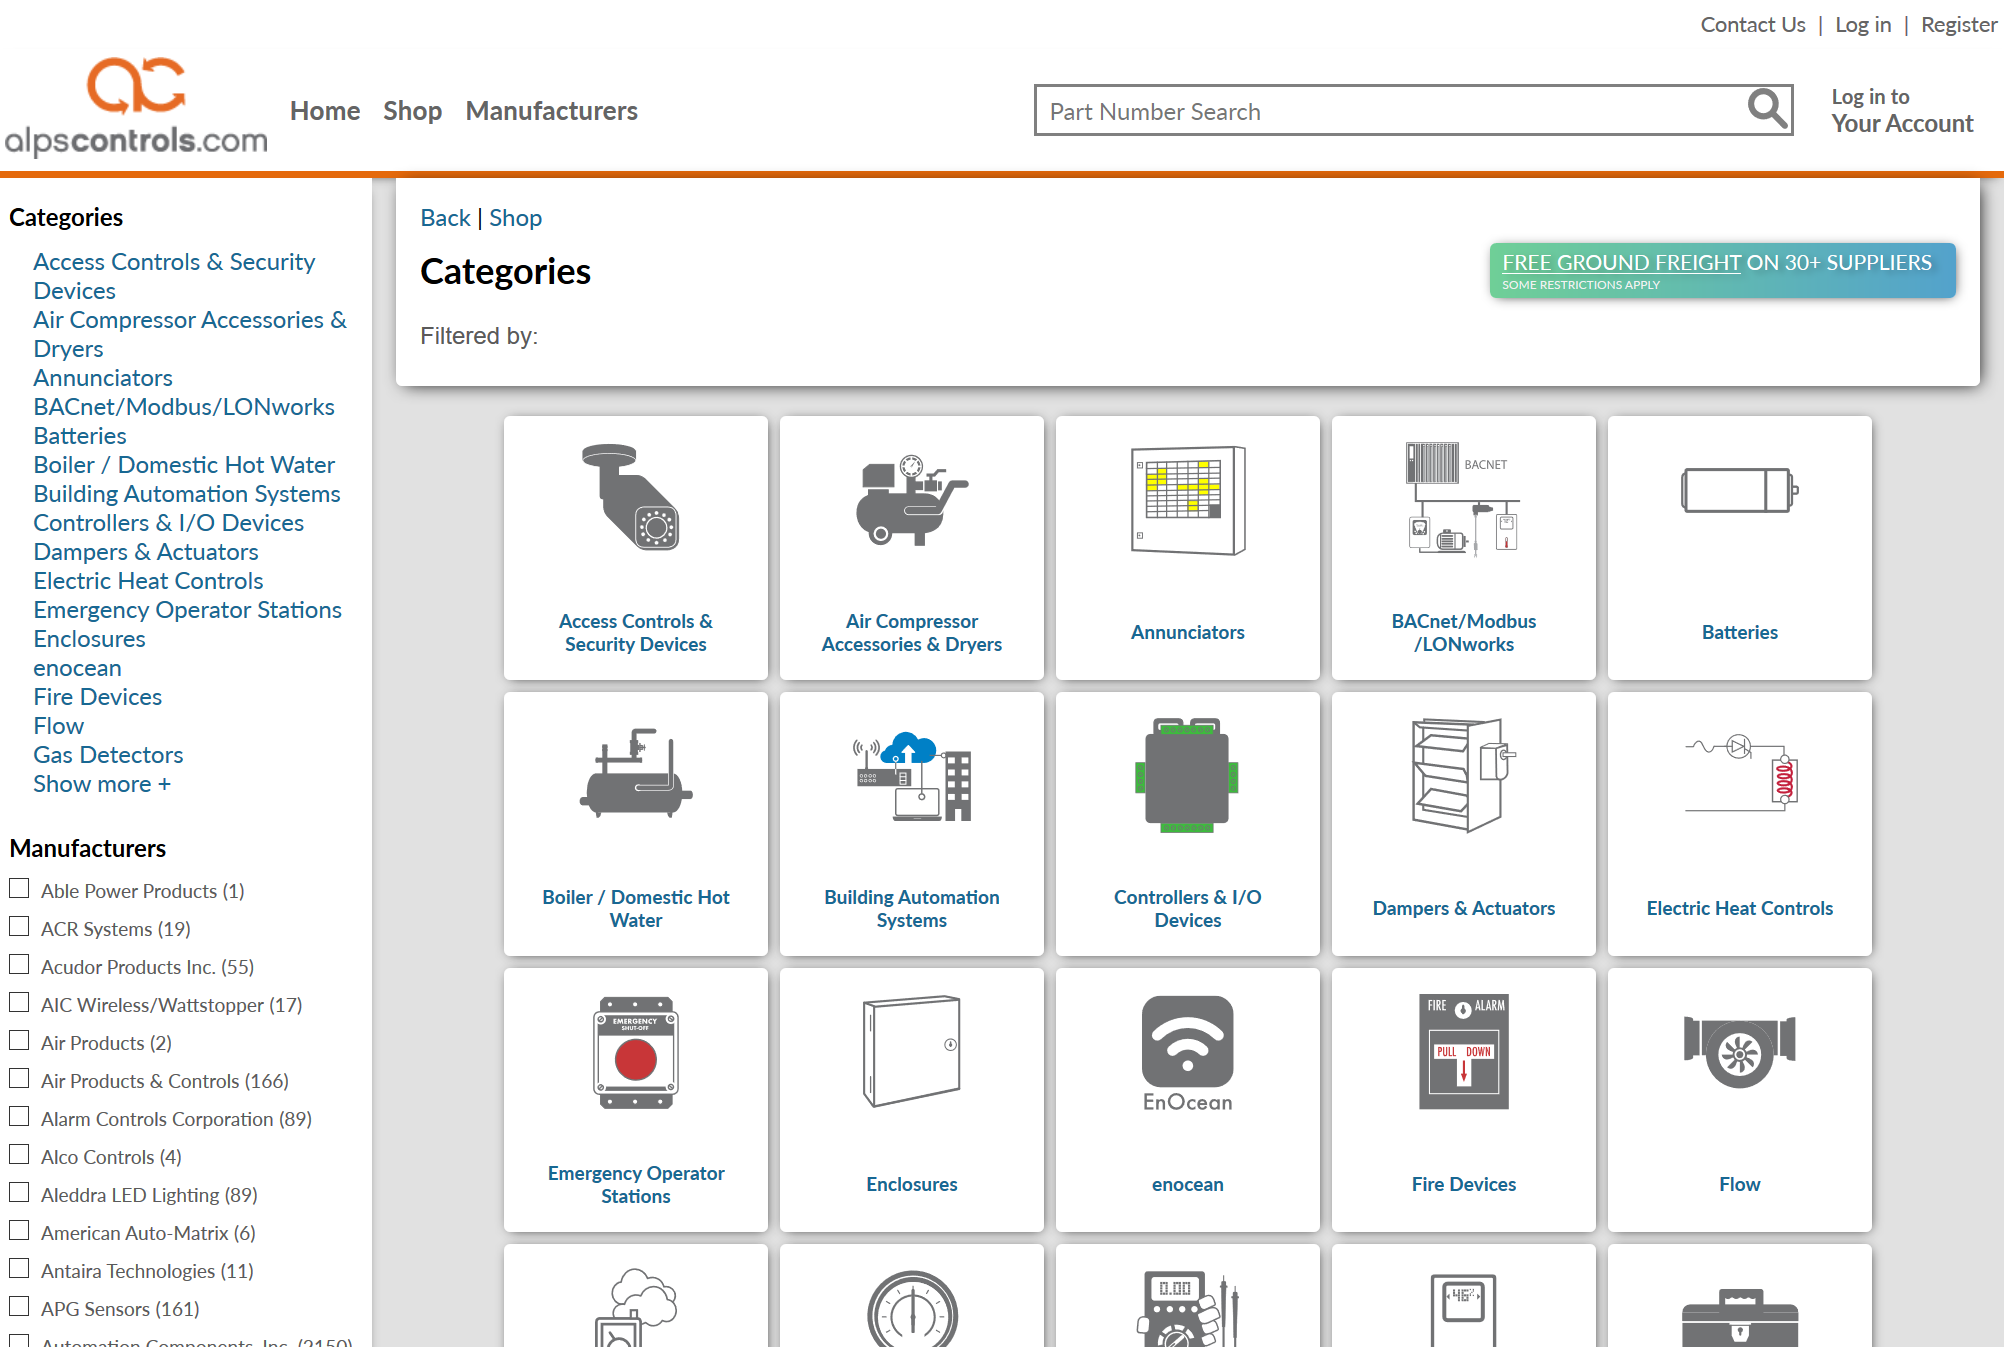 Contact Us | Log in | Register
alpscontrols.com
Home Shop Manufacturers
Part Number Search
Log in to
Your Account
Categories
Access Controls & Security
Devices
Air Compressor Accessories &
Dryers
Annunciators
BACnet/Modbus/LONworks
Batteries
Boiler / Domestic Hot Water
Building Automation Systems
Controllers & I/O Devices
Dampers & Actuators
Electric Heat Controls
Emergency Operator Stations
Enclosures
enocean
Fire Devices
Flow
Gas Detectors
Show more +
Manufacturers
Able Power Products (1)
ACR Systems (19)
Acudor Products Inc. (55)
AIC Wireless/Wattstopper (17)
Air Products (2)
Air Products & Controls (166)
Alarm Controls Corporation (89)
Alco Controls (4)
Aleddra LED Lighting (89)
American Auto-Matrix (6)
Antaira Technologies (11)
APG Sensors (161)
Automation Components, Inc. (2150)
Back | Shop
Categories
FREE GROUND FREIGHT ON 30+ SUPPLIERS
SOME RESTRICTIONS APPLY
Filtered by:
BACNET
Access Controls &
Security Devices
Air Compressor
Accessories & Dryers
Annunciators
BACnet/Modbus
/LONworks
Batteries
Boiler / Domestic Hot
Water
Building Automation
Systems
Controllers & I/O
Devices
Dampers & Actuators
Electric Heat Controls
EMERGENCY
SHUT-OFF
EnOcean
FIRE ALARM
PULL DOWN
Emergency Operator
Stations
Enclosures
enocean
Fire Devices
Flow
0.00
46%